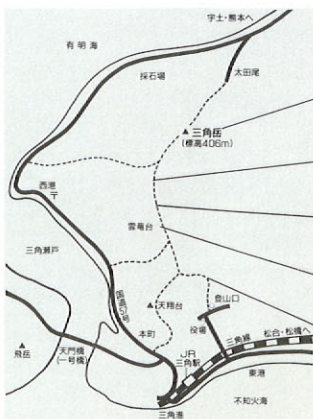 宇土・熊本へ
有明海
採石場
太田尾
▲三角岳
(標高406m)
西港
〒
雲竜台
三角瀬戸
国道57号
▲天翔台
登山口
役場
本町
三角線
松合・松橋へ
JR
三角駅
▲
飛岳
天門橋
(一号橋)
東港
不知火海
三角港